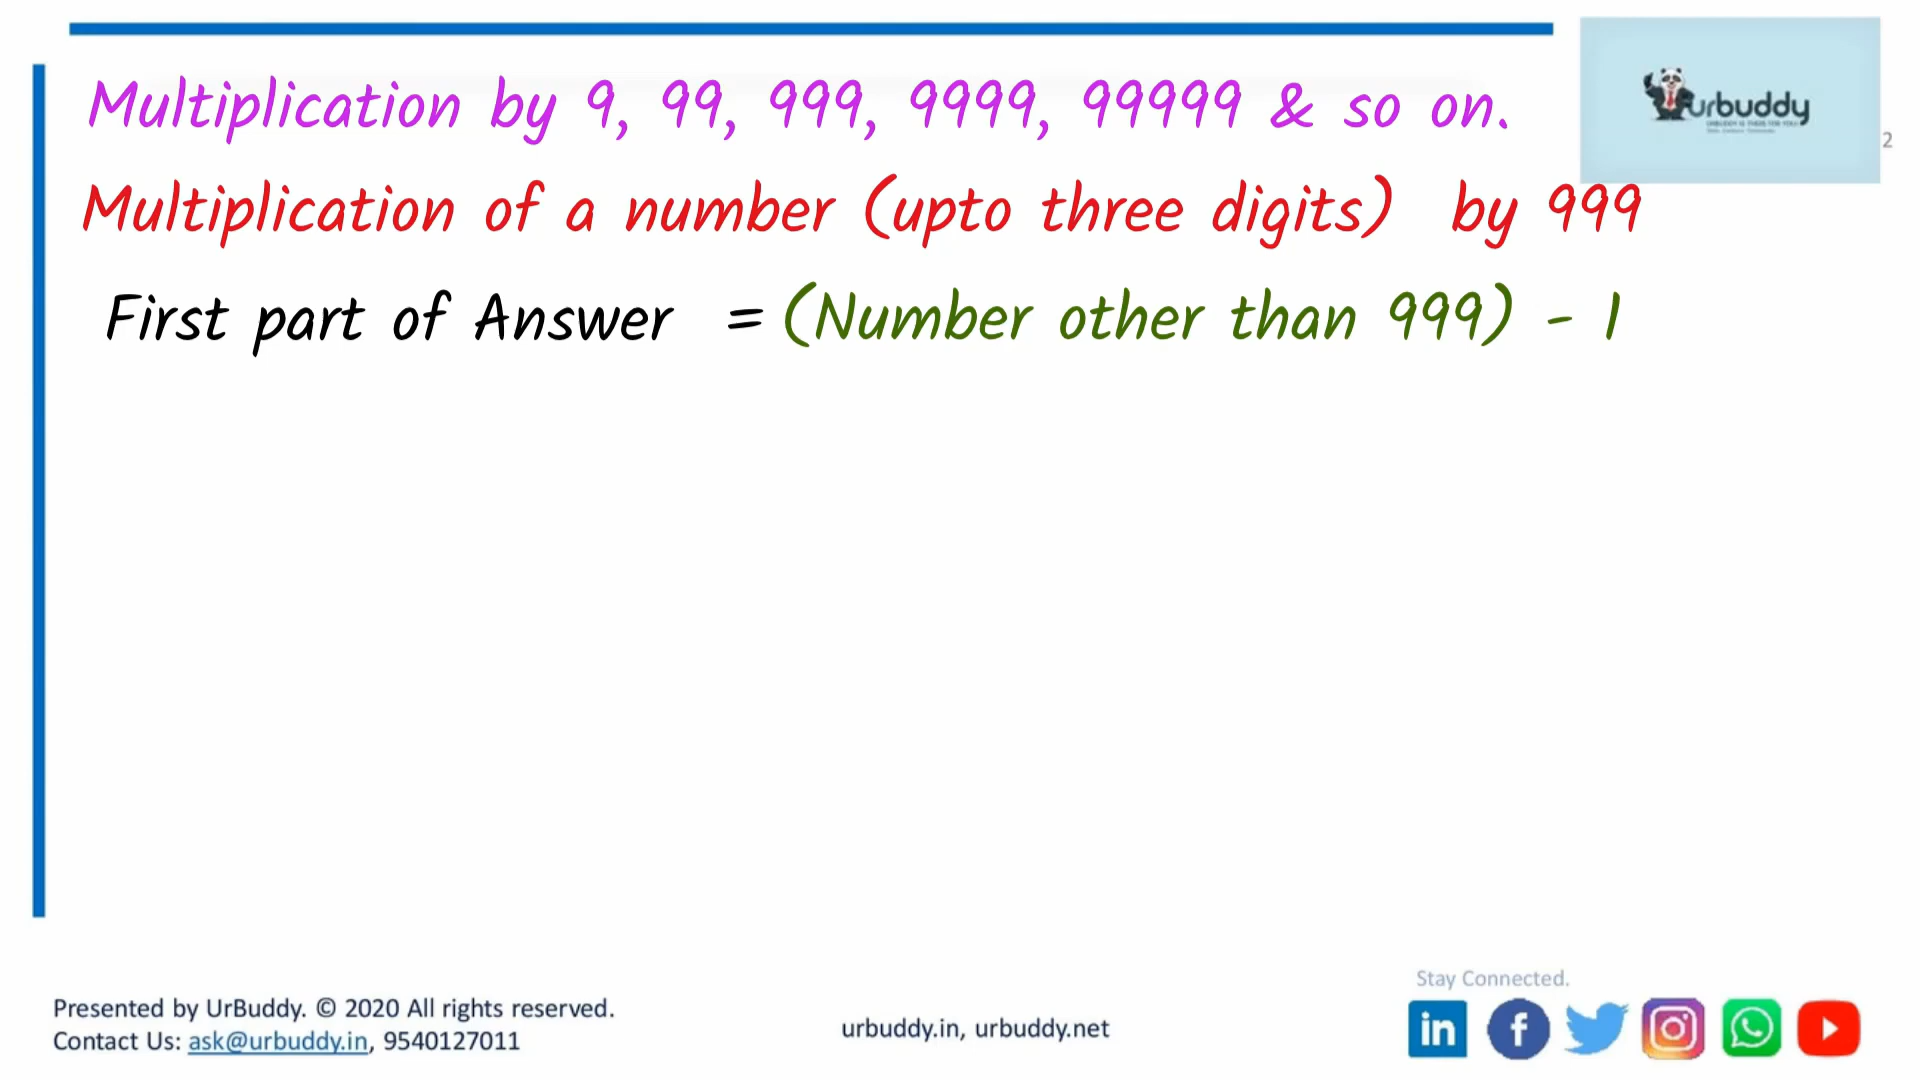 Multiplication by 9, 99, 999, 9999, 99999 & so on.
urbuddy
2
Multiplication of a number (upto three digits) by 999
First part of Answer = (Number other than 999) - 1
Stay Connected.
Presented by UrBuddy. © 2020 All rights reserved.
Contact Us: ask@urbuddy.in, 9540127011
urbuddy.in, urbuddy.net